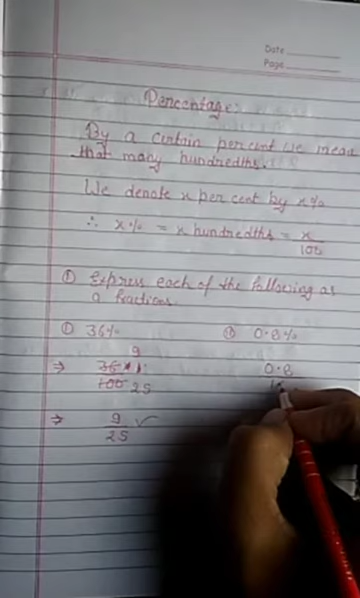 Date
Page
Percentage:
By a certain percent we mean
that many hundredths.
We denote x per cent by x%
∴ x% = x hundredths = x/100
① Express each of the following as
a fractions
① 36% ② 0.8%
9
⇒ 36 0.8
100 25
⇒ 9/25 ✓